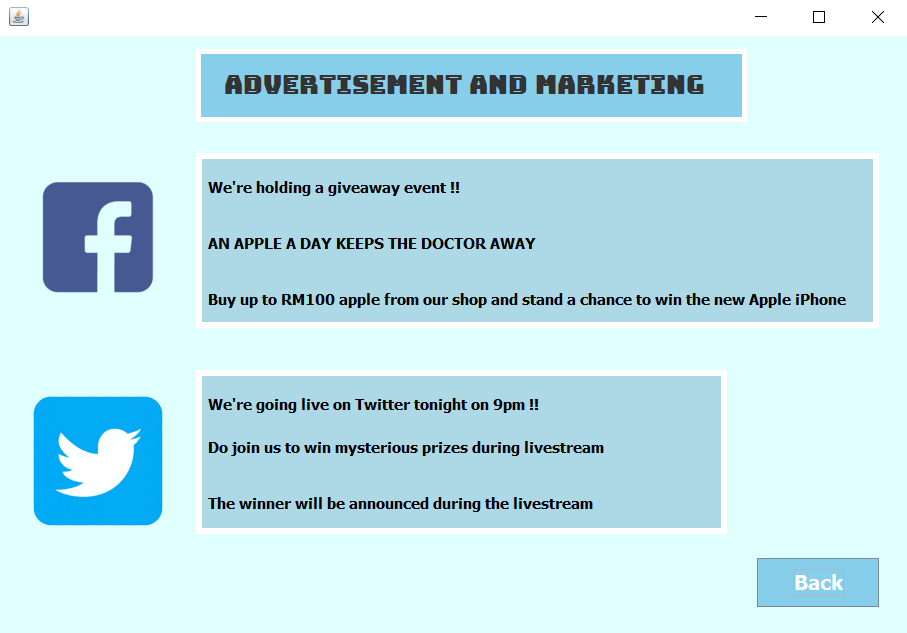 ADVERTISEMENT AND MARKETING
We're holding a giveaway event !!
AN APPLE A DAY KEEPS THE DOCTOR AWAY
Buy up to RM100 apple from our shop and stand a chance to win the new Apple iPhone
We're going live on Twitter tonight on 9pm !!
Do join us to win mysterious prizes during livestream
The winner will be announced during the livestream
Back